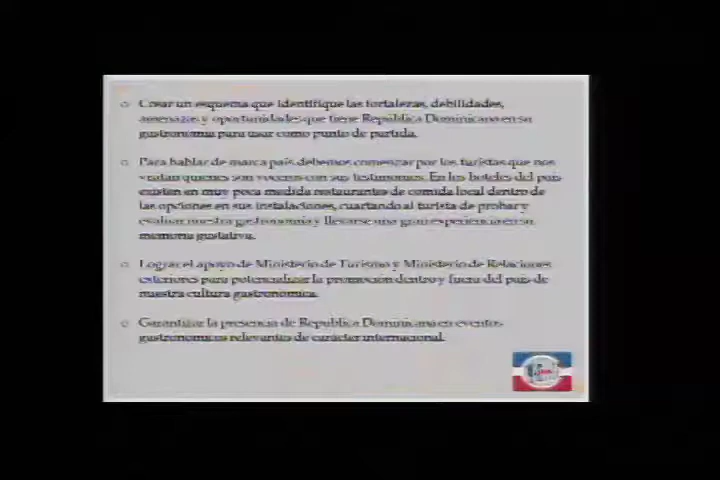 Crear un esquema que identifique las fortalezas, debilidades,
amenazas y oportunidades que tiene República Dominicana en su
gastronomía para usar como punto de partida.
Para hablar de marca país debemos comenzar por los turistas que nos
visitan quienes son voceros con sus testimonios. En los hoteles del país
existen en muy poca medida restaurantes de comida local dentro de
las opciones en sus instalaciones, cuartando al turista de probar y
evaluar nuestra gastronomía y llevarse una gran experiencia en su
memoria gustativa.
Lograr el apoyo de Ministerio de Turismo y Ministerio de Relaciones
exteriores para potencializar la promoción dentro y fuera del país de
nuestra cultura gastronómica.
Garantizar la presencia de República Dominicana en eventos
gastronómicos relevantes de carácter internacional.